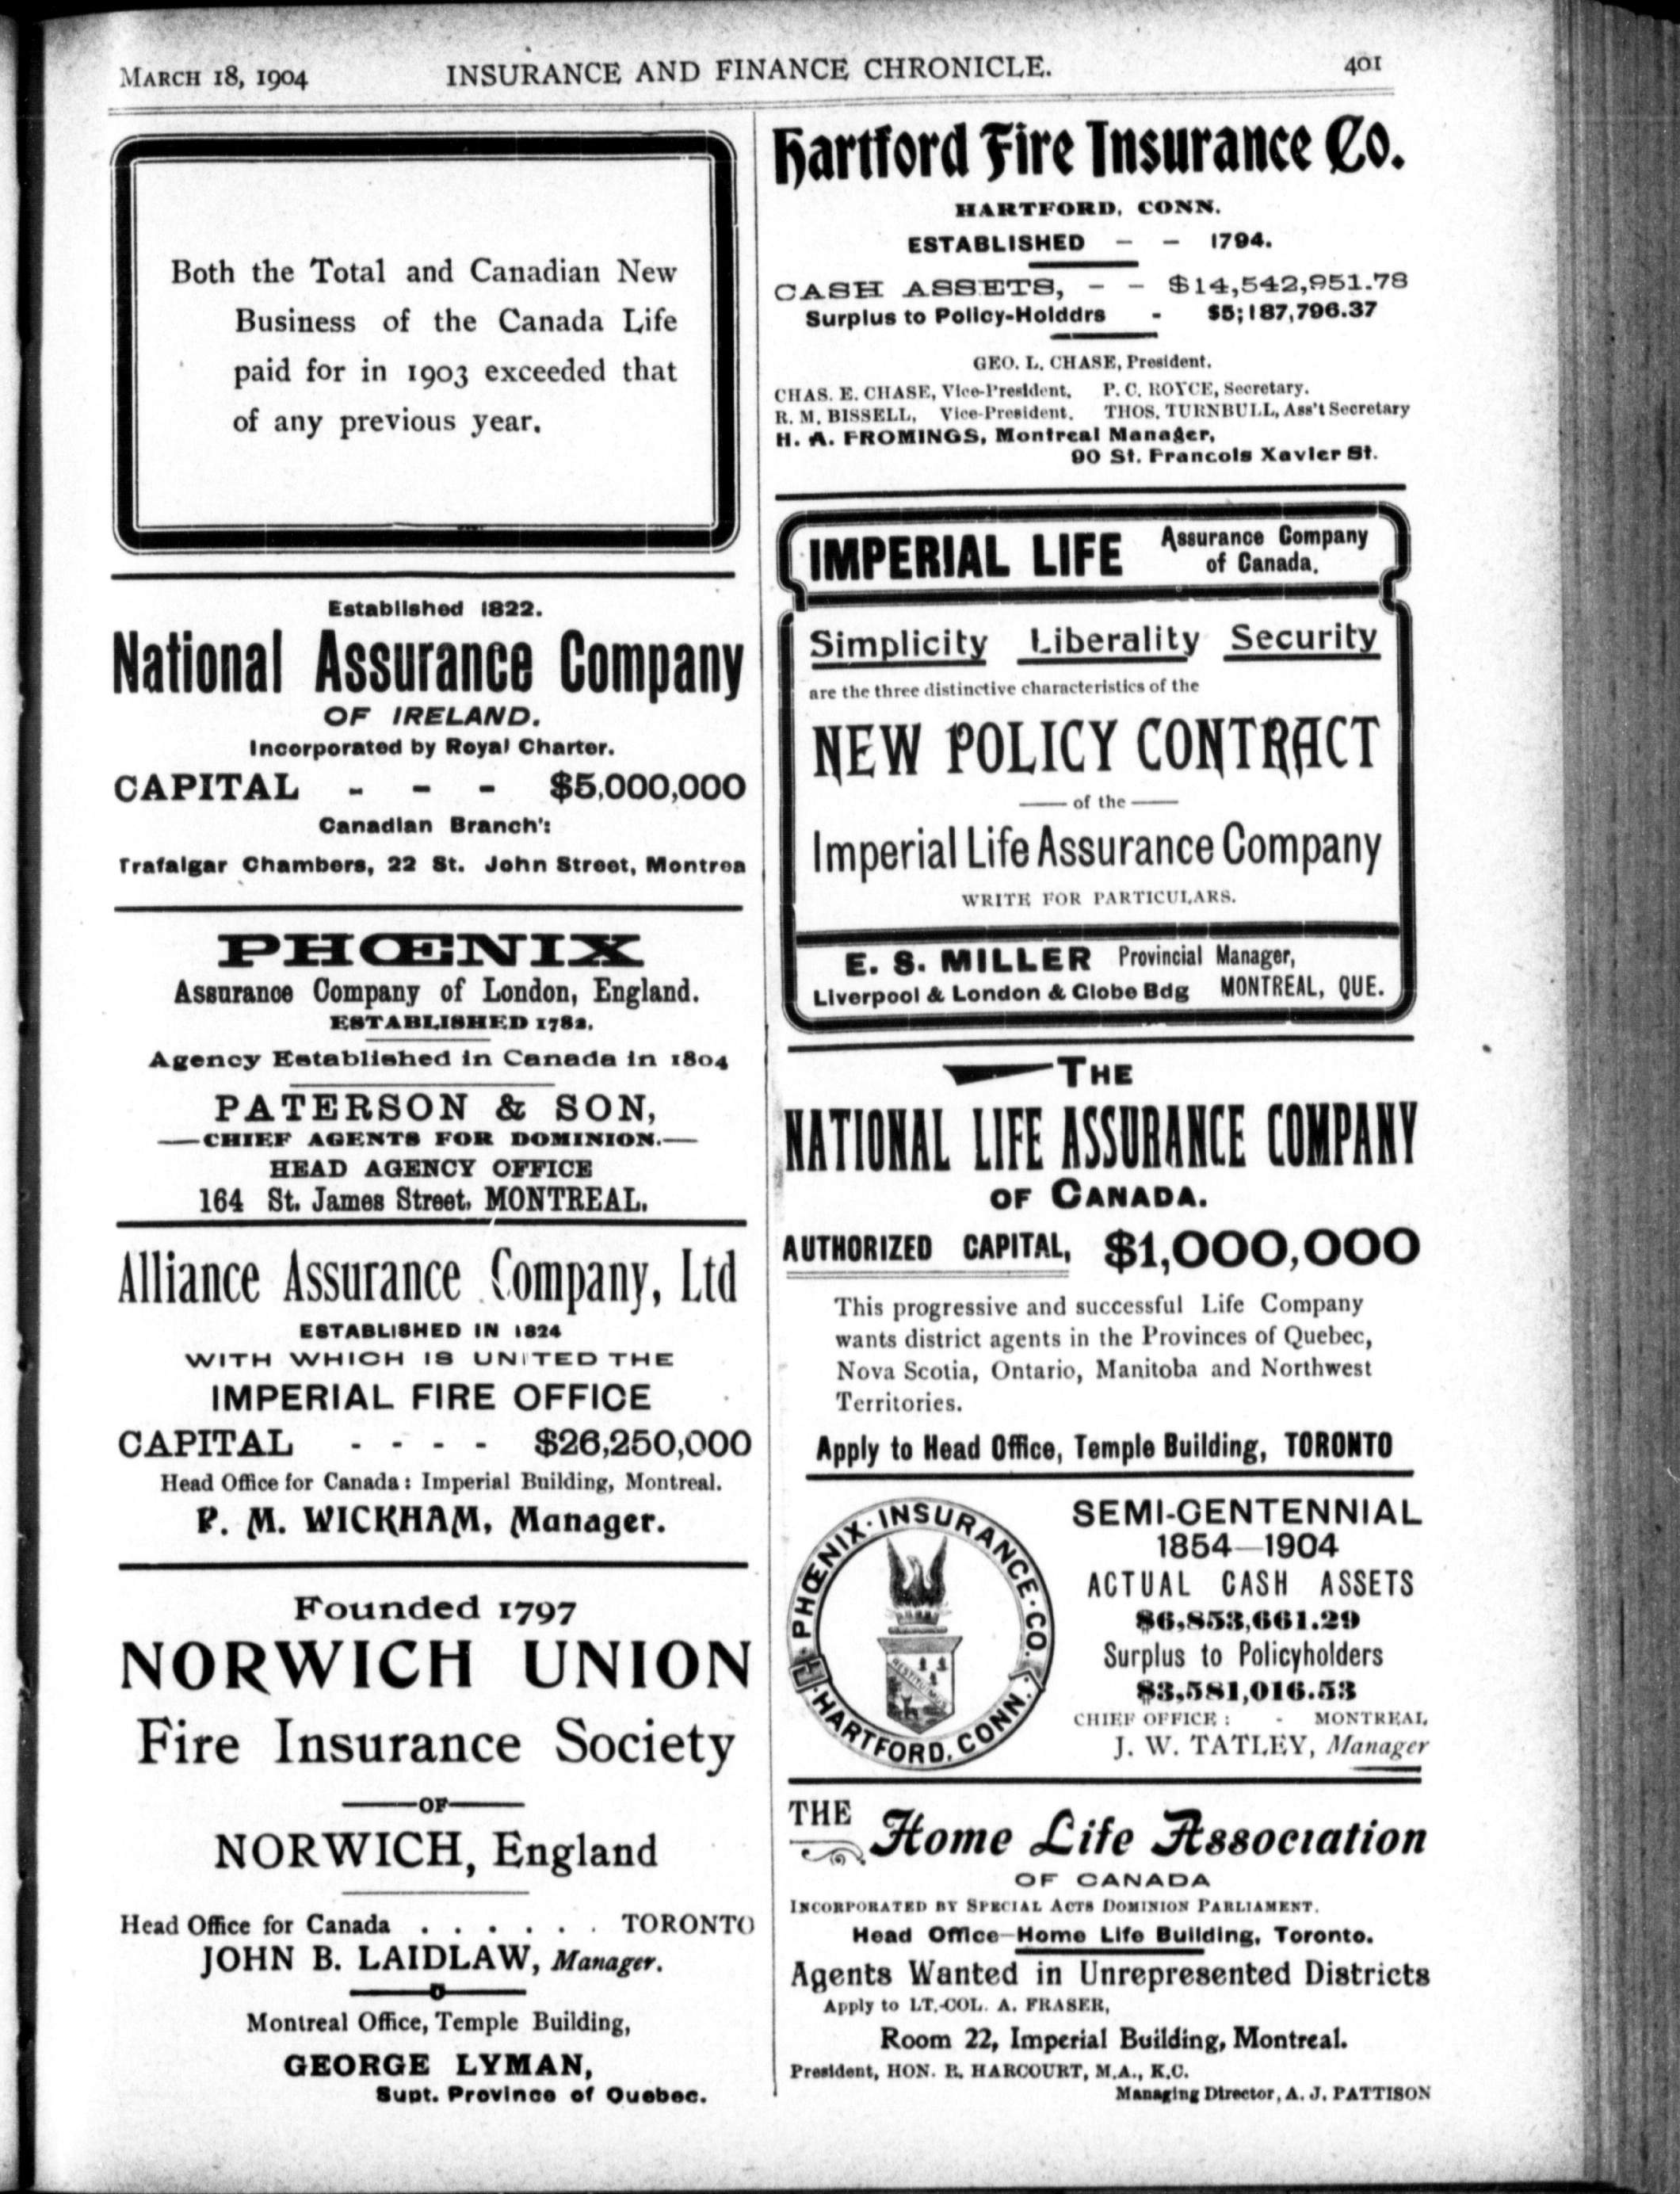 MARCH 18, 1904
INSURANCE AND FINANCE CHRONICLE.
401
Both the Total and Canadian New
Business of the Canada Life
paid for in 1903 exceeded that
of any previous year.
Established 1822.
National Assurance Company
OF IRELAND.
Incorporated by Royal Charter.
CAPITAL - - - $5,000,000
Canadian Branch':
Trafalgar Chambers, 22 St. John Street, Montrea
PHŒNIX
Assurance Company of London, England.
ESTABLISHED 1782.
Agency Established in Canada in 1804
PATERSON & SON,
—CHIEF AGENTS FOR DOMINION.—
HEAD AGENCY OFFICE
164 St. James Street, MONTREAL.
Alliance Assurance Company, Ltd
ESTABLISHED IN 1824
WITH WHICH IS UNITED THE
IMPERIAL FIRE OFFICE
CAPITAL - - - - $26,250,000
Head Office for Canada: Imperial Building, Montreal.
P. M. WICKHAM, Manager.
Founded 1797
NORWICH UNION
Fire Insurance Society
—OF—
NORWICH, England
Head Office for Canada . . . . . . TORONTO
JOHN B. LAIDLAW, Manager.
Montreal Office, Temple Building,
GEORGE LYMAN,
Supt. Province of Quebec.
Hartford Fire Insurance Co.
HARTFORD, CONN.
ESTABLISHED - - 1794.
CASH ASSETS, - - $14,542,951.78
Surplus to Policy-Holddrs - $5;187,796.37
GEO. L. CHASE, President.
CHAS. E. CHASE, Vice-President. P. C. ROYCE, Secretary.
R. M. BISSELL, Vice-President. THOS. TURNBULL, Ass't Secretary
H. A. FROMINGS, Montreal Manager,
90 St. Francois Xavier St.
IMPERIAL LIFE Assurance Company
of Canada.
Simplicity Liberality Security
are the three distinctive characteristics of the
NEW POLICY CONTRACT
— of the —
Imperial Life Assurance Company
WRITE FOR PARTICULARS.
E. S. MILLER Provincial Manager,
Liverpool & London & Globe Bdg MONTREAL, QUE.
THE
NATIONAL LIFE ASSURANCE COMPANY
OF CANADA.
AUTHORIZED CAPITAL, $1,000,000
This progressive and successful Life Company
wants district agents in the Provinces of Quebec,
Nova Scotia, Ontario, Manitoba and Northwest
Territories.
Apply to Head Office, Temple Building, TORONTO
PHŒNIX·INSURANCE·CO.
HARTFORD, CONN.
SEMI-CENTENNIAL
1854—1904
ACTUAL CASH ASSETS
$6,853,661.29
Surplus to Policyholders
$3,581,016.53
CHIEF OFFICE: - MONTREAL
J. W. TATLEY, Manager
THE Home Life Association
OF CANADA
INCORPORATED BY SPECIAL ACTS DOMINION PARLIAMENT.
Head Office—Home Life Building, Toronto.
Agents Wanted in Unrepresented Districts
Apply to LT.-COL. A. FRASER,
Room 22, Imperial Building, Montreal.
President, HON. R. HARCOURT, M.A., K.C.
Managing Director, A. J. PATTISON